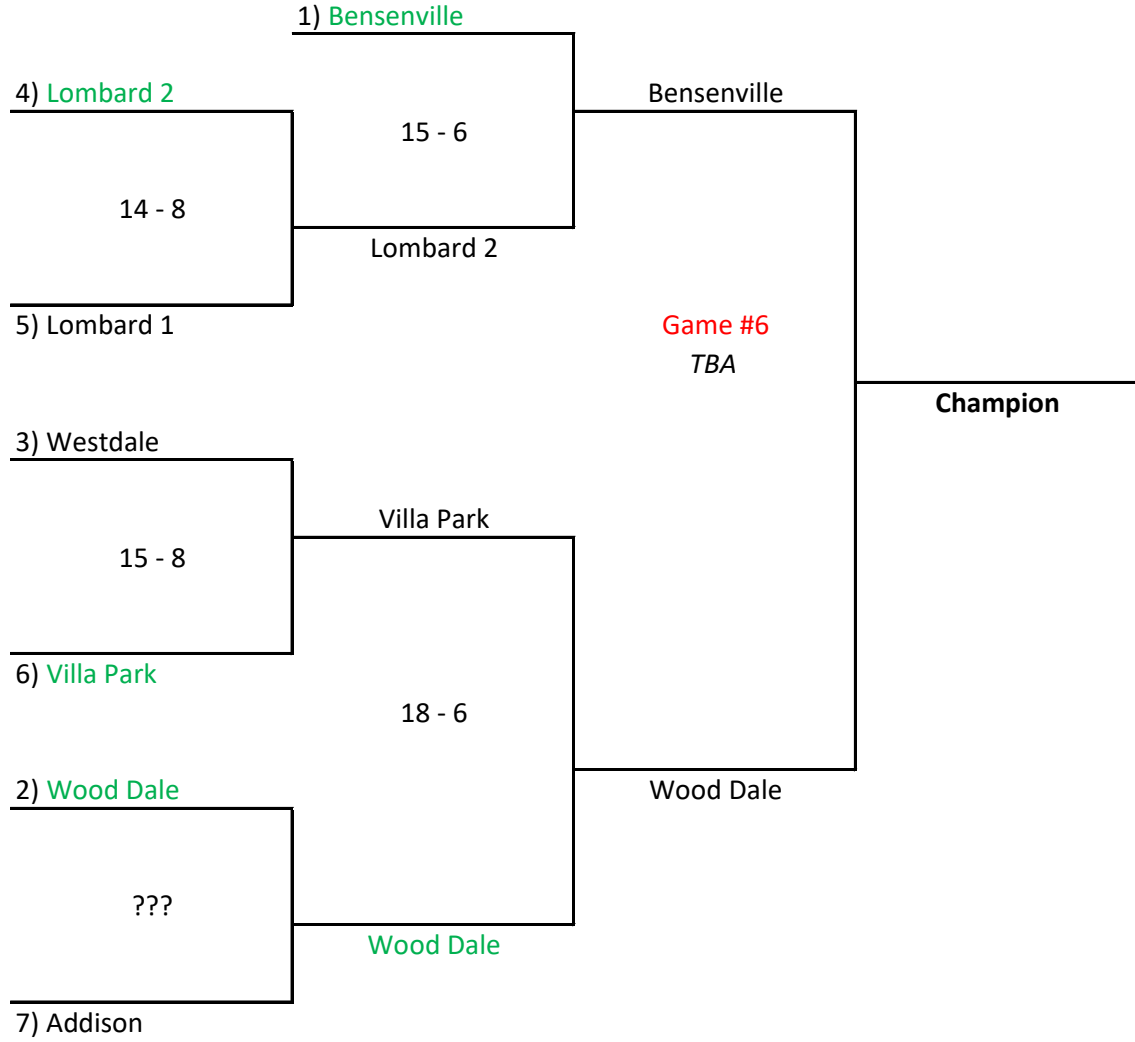 1) Bensenville
4) Lombard 2
Bensenville
15 - 6
14 - 8
Lombard 2
5) Lombard 1
Game #6
TBA
Champion
3) Westdale
Villa Park
15 - 8
6) Villa Park
18 - 6
2) Wood Dale
Wood Dale
???
Wood Dale
7) Addison